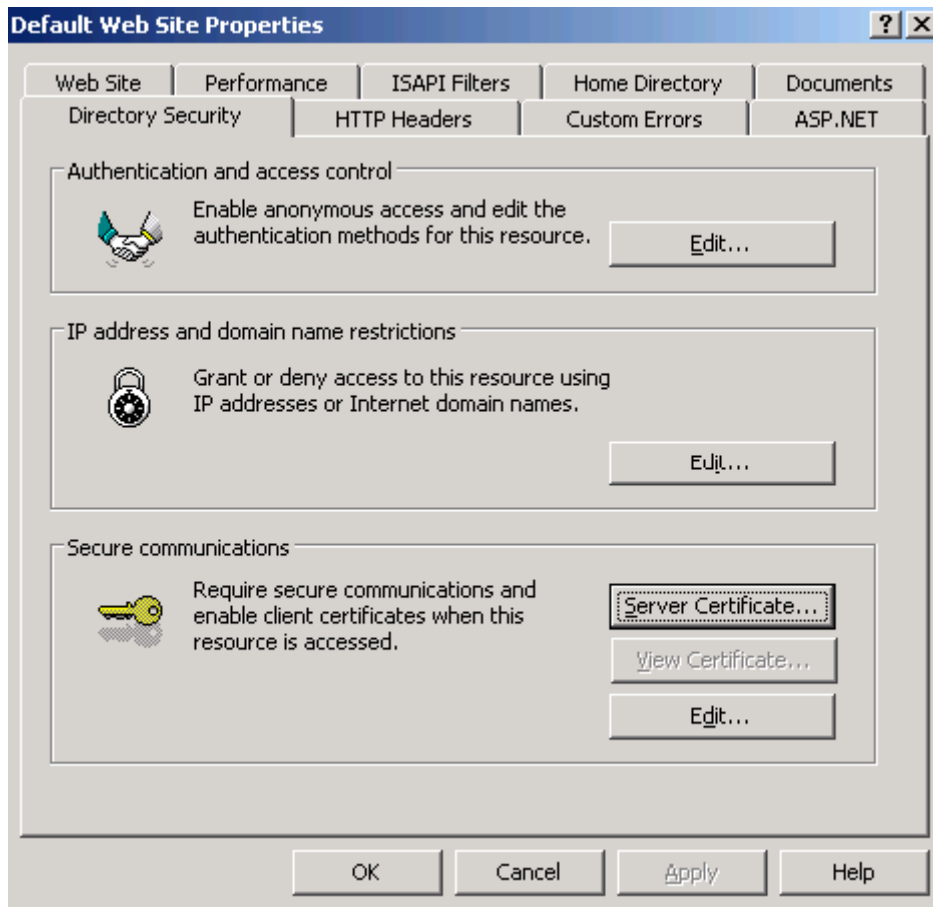 Default Web Site Properties
Web Site Performance ISAPI Filters Home Directory Documents
Directory Security HTTP Headers Custom Errors ASP.NET
Authentication and access control
Enable anonymous access and edit the
authentication methods for this resource.
Edit...
IP address and domain name restrictions
Grant or deny access to this resource using
IP addresses or Internet domain names.
Edit...
Secure communications
Require secure communications and
enable client certificates when this
resource is accessed.
Server Certificate...
View Certificate...
Edit...
OK Cancel Apply Help